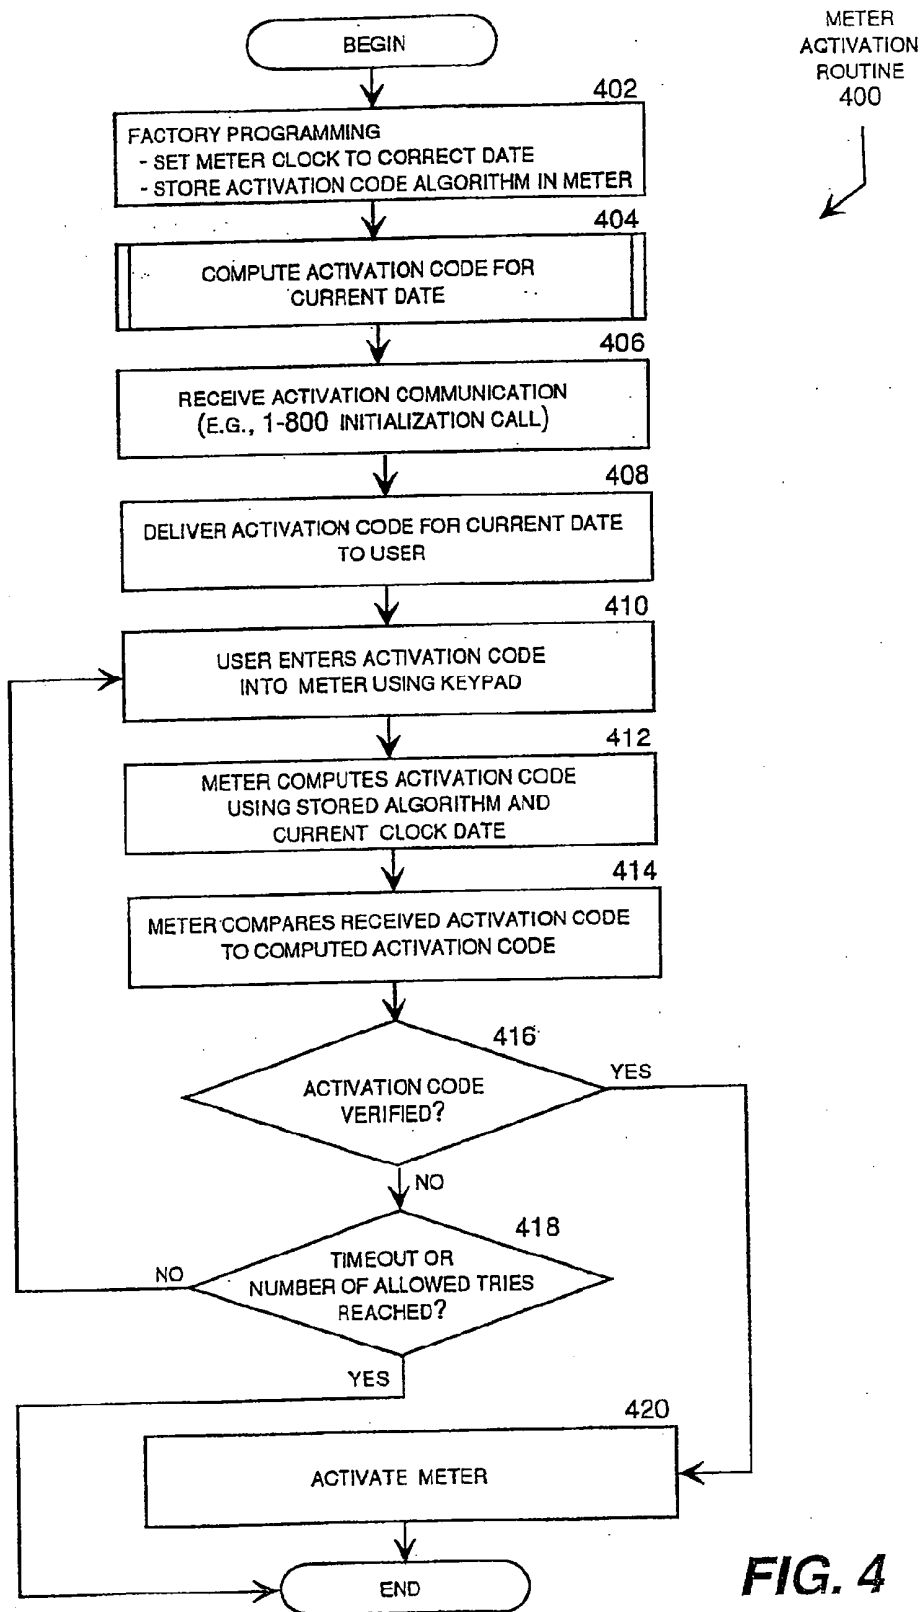 METER
ACTIVATION
ROUTINE
400
BEGIN
402
FACTORY PROGRAMMING
- SET METER CLOCK TO CORRECT DATE
- STORE ACTIVATION CODE ALGORITHM IN METER
404
COMPUTE ACTIVATION CODE FOR
CURRENT DATE
406
RECEIVE ACTIVATION COMMUNICATION
(E.G., 1-800 INITIALIZATION CALL)
408
DELIVER ACTIVATION CODE FOR CURRENT DATE
TO USER
410
USER ENTERS ACTIVATION CODE
INTO METER USING KEYPAD
412
METER COMPUTES ACTIVATION CODE
USING STORED ALGORITHM AND
CURRENT CLOCK DATE
414
METER COMPARES RECEIVED ACTIVATION CODE
TO COMPUTED ACTIVATION CODE
416
ACTIVATION CODE
VERIFIED?
YES
NO
418
TIMEOUT OR
NUMBER OF ALLOWED TRIES
REACHED?
NO
YES
420
ACTIVATE METER
END
FIG. 4